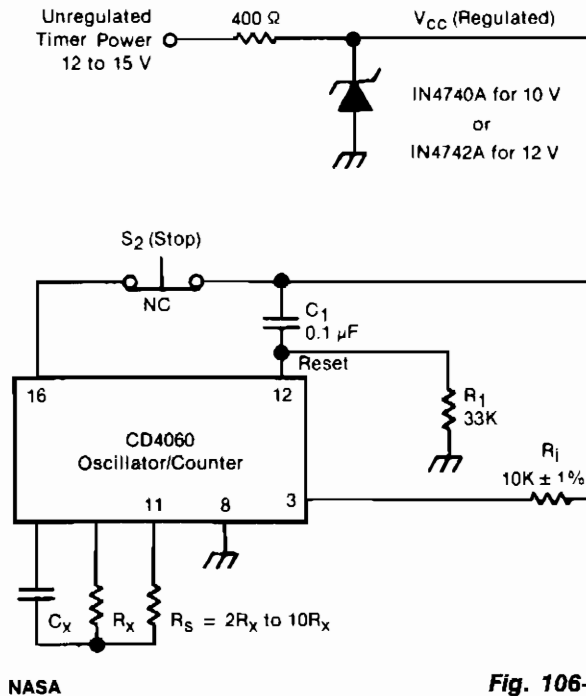 Unregulated
Timer Power
12 to 15 V
400 Ω
VCC (Regulated)
IN4740A for 10 V
or
IN4742A for 12 V
S2 (Stop)
NC
C1
0.1 µF
Reset
16
12
CD4060
Oscillator/Counter
11
8
3
R1
33K
Ri
10K ± 1%
Cx
Rx
RS = 2Rx to 10Rx
NASA
Fig. 106-